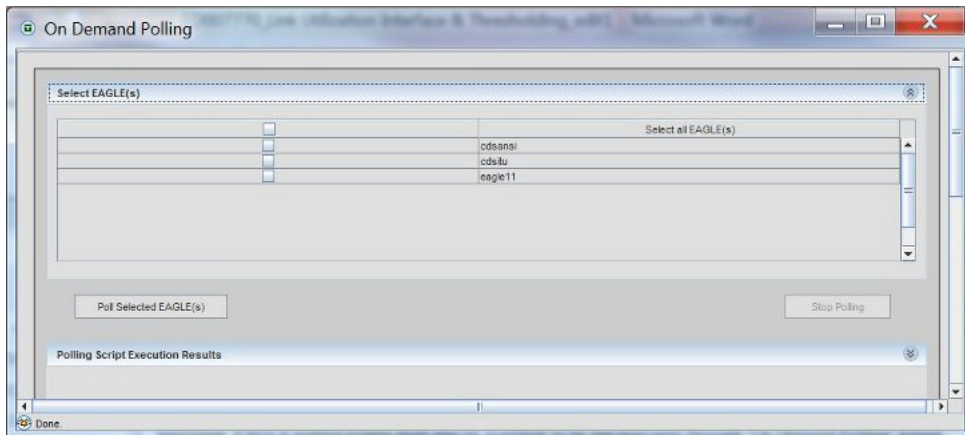 On Demand Polling
Select EAGLE(s)
Select all EAGLE(s)
cdsansi
cdsitu
eagle11
Poll Selected EAGLE(s)
Stop Polling
Polling Script Execution Results
Done.